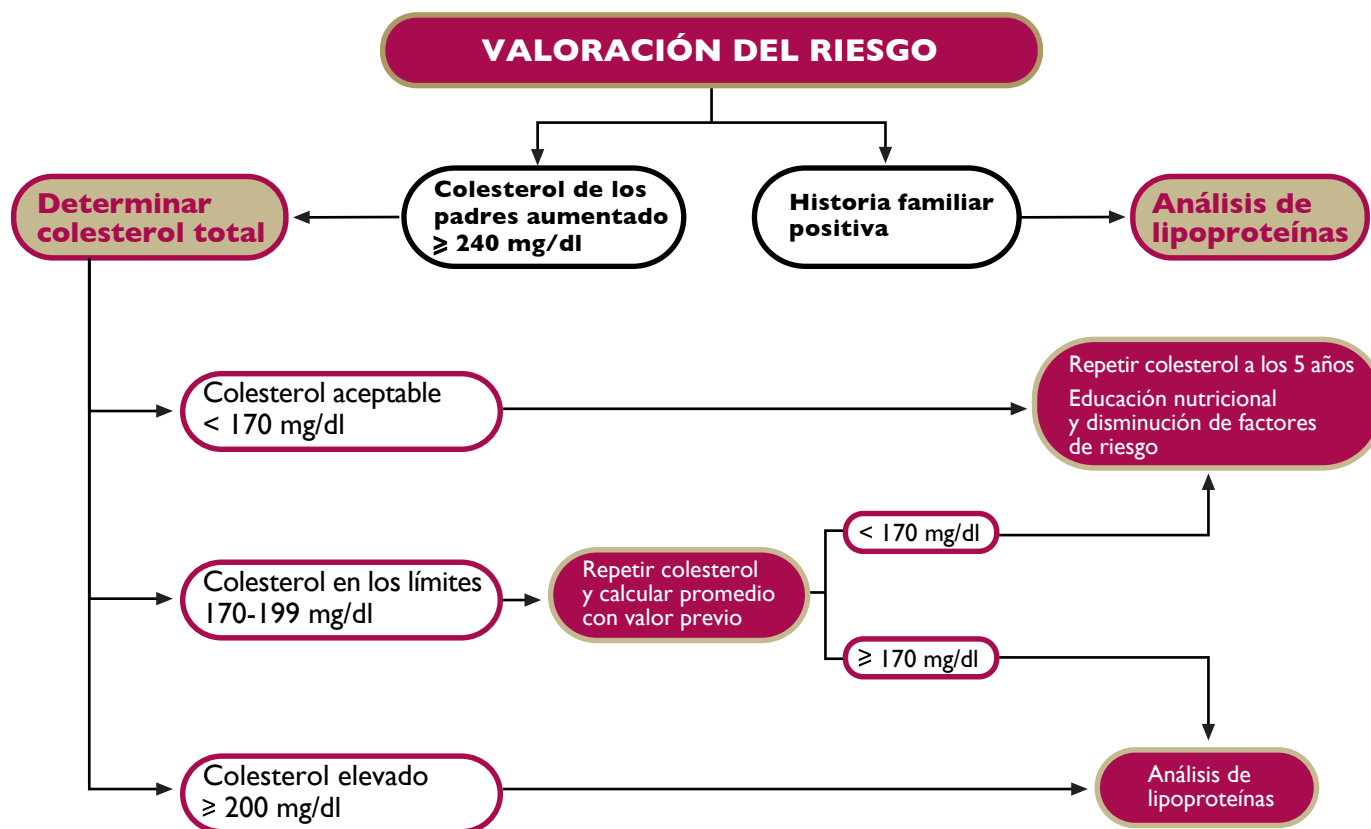 VALORACIÓN DEL RIESGO
Determinar
colesterol total
Colesterol de los
padres aumentado
⩾ 240 mg/dl
Historia familiar
positiva
Análisis de
lipoproteínas
Colesterol aceptable
< 170 mg/dl
Repetir colesterol a los 5 años
Educación nutricional
y disminución de factores
de riesgo
Colesterol en los límites
170-199 mg/dl
Repetir colesterol
y calcular promedio
con valor previo
< 170 mg/dl
⩾ 170 mg/dl
Colesterol elevado
⩾ 200 mg/dl
Análisis de
lipoproteínas